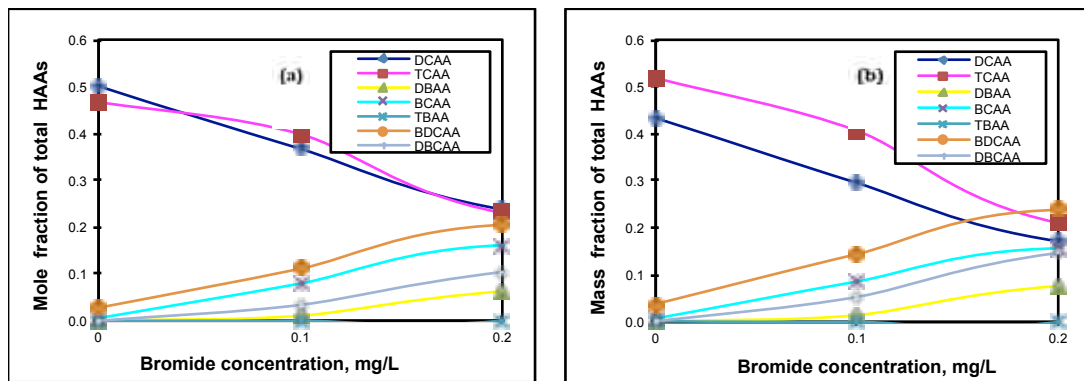 Mole fraction of total HAAs
0.6
0.5
0.4
0.3
0.2
0.1
0.0
0
0.1
0.2
Bromide concentration, mg/L
(a)
DCAA
TCAA
DBAA
BCAA
TBAA
BDCAA
DBCAA
Mass fraction of total HAAs
0.6
0.5
0.4
0.3
0.2
0.1
0.0
0
0.1
0.2
Bromide concentration, mg/L
(b)
DCAA
TCAA
DBAA
BCAA
TBAA
BDCAA
DBCAA